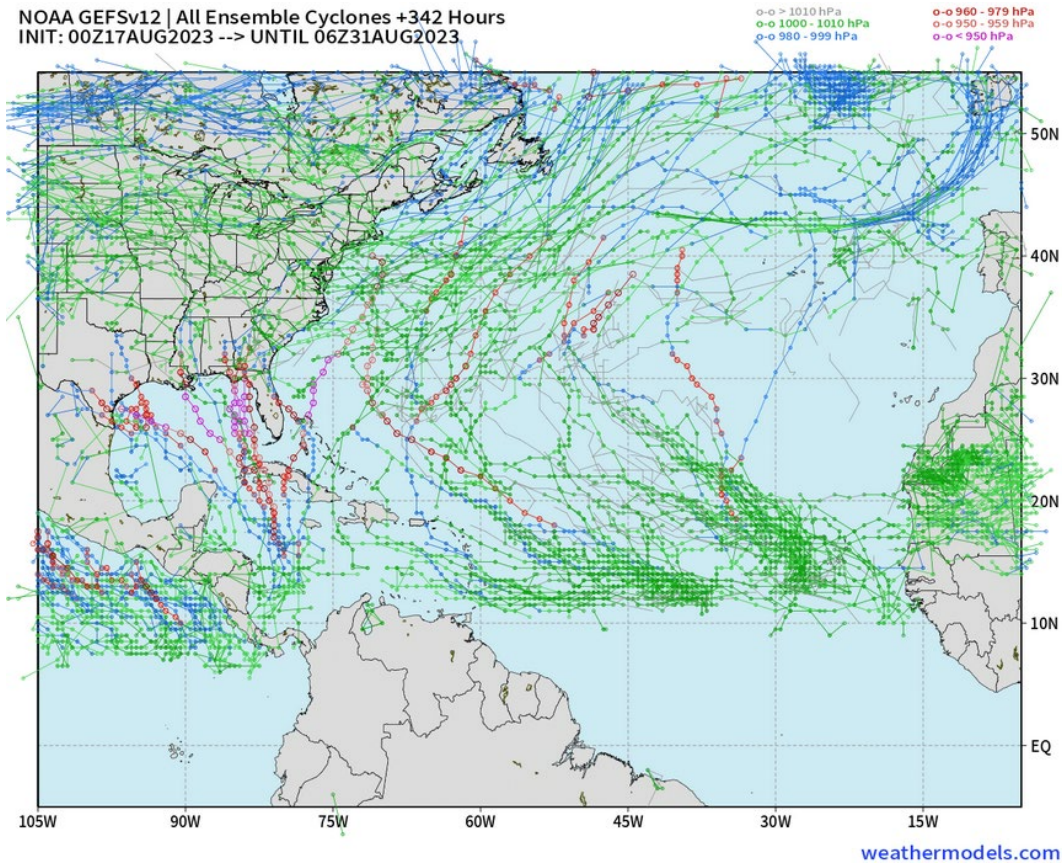 NOAA GEFSv12 | All Ensemble Cyclones +342 Hours
INIT: 00Z17AUG2023 --> UNTIL 06Z31AUG2023
o-o > 1010 hPa
o-o 1000 - 1010 hPa
o-o 980 - 999 hPa
o-o 960 - 979 hPa
o-o 950 - 959 hPa
o-o < 950 hPa
50N
40N
30N
20N
10N
EQ
105W 90W 75W 60W 45W 30W 15W
weathermodels.com